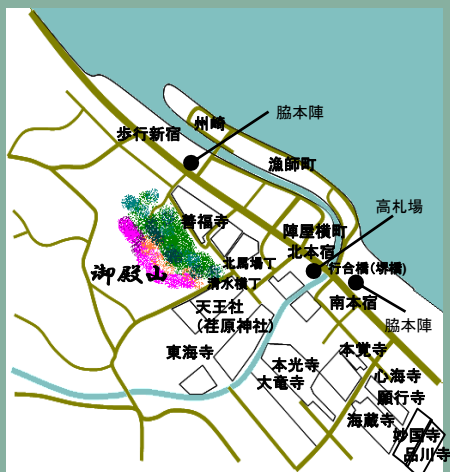 脇本陣
州崎
歩行新宿
漁師町
高札場
善福寺
陣屋横町
北本宿
北馬場丁
行合橋(堺橋)
御殿山
清水横丁
南本宿
天王社
(荏原神社)
脇本陣
東海寺
本覚寺
本光寺
大竜寺
心海寺
願行寺
海蔵寺
妙国寺
品川寺